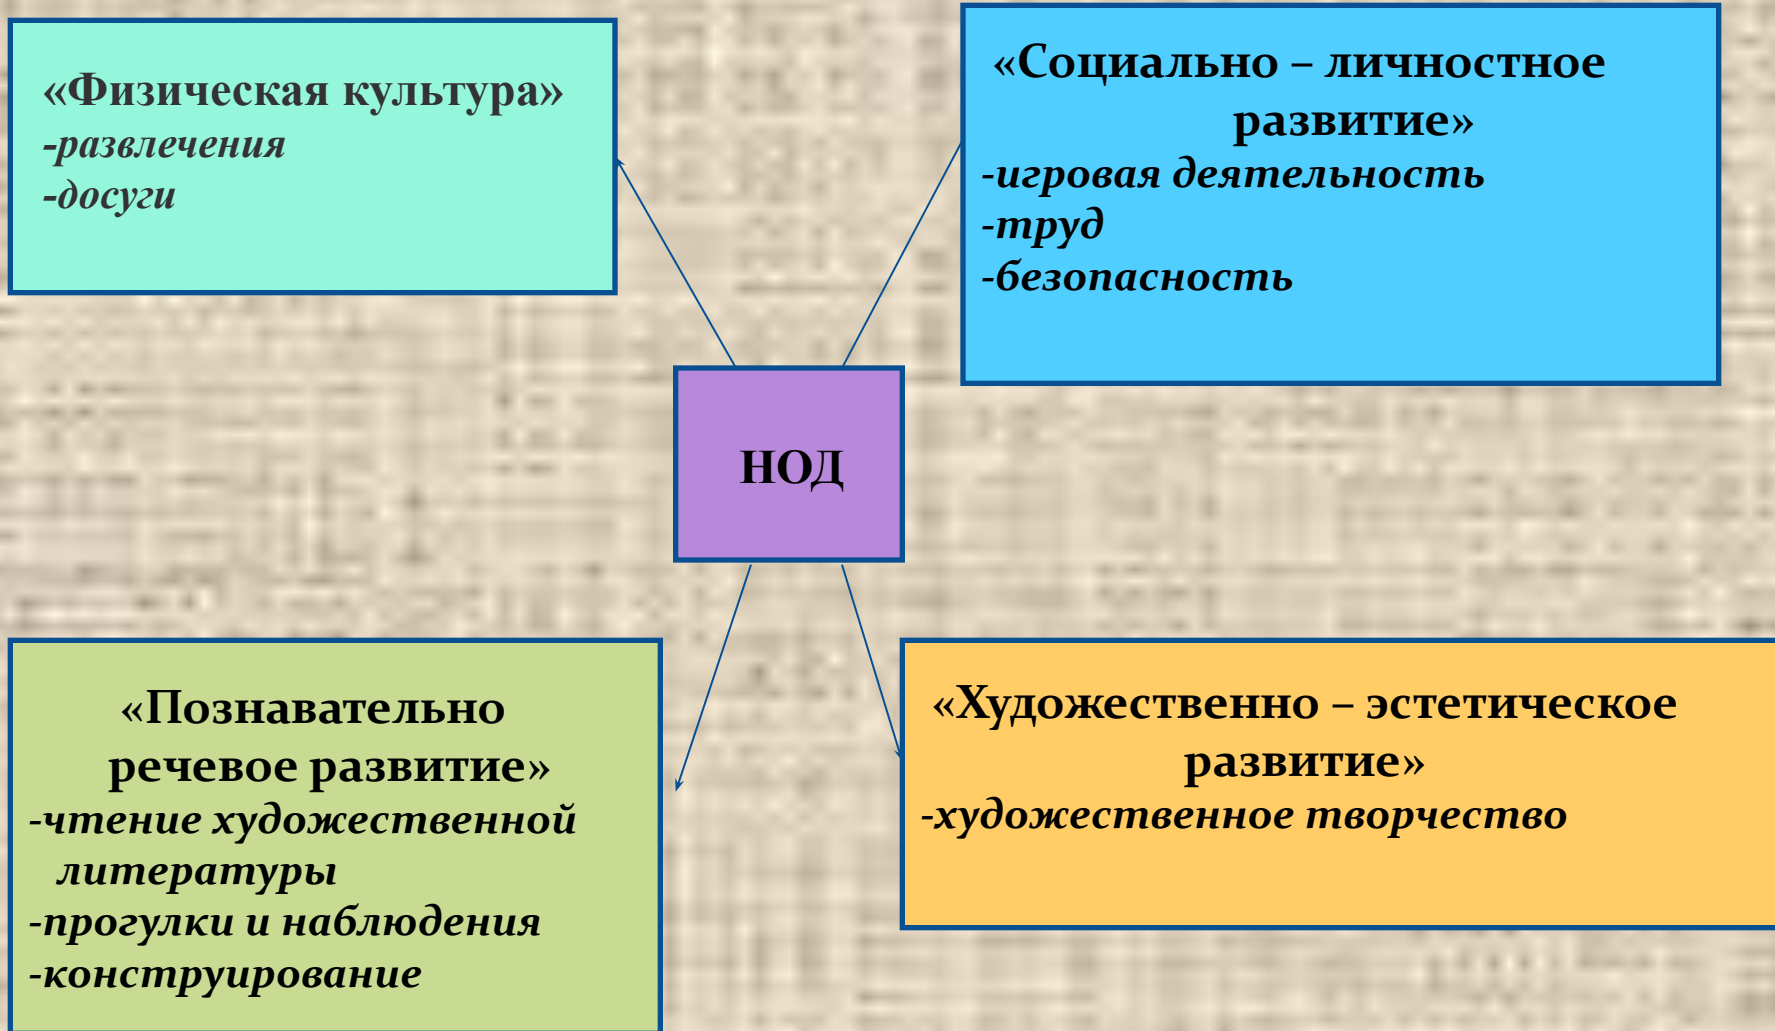 «Физическая культура»
-развлечения
-досуги
«Социально – личностное
развитие»
-игровая деятельность
-труд
-безопасность
НОД
«Познавательно
речевое развитие»
-чтение художественной
литературы
-прогулки и наблюдения
-конструирование
«Художественно – эстетическое
развитие»
-художественное творчество